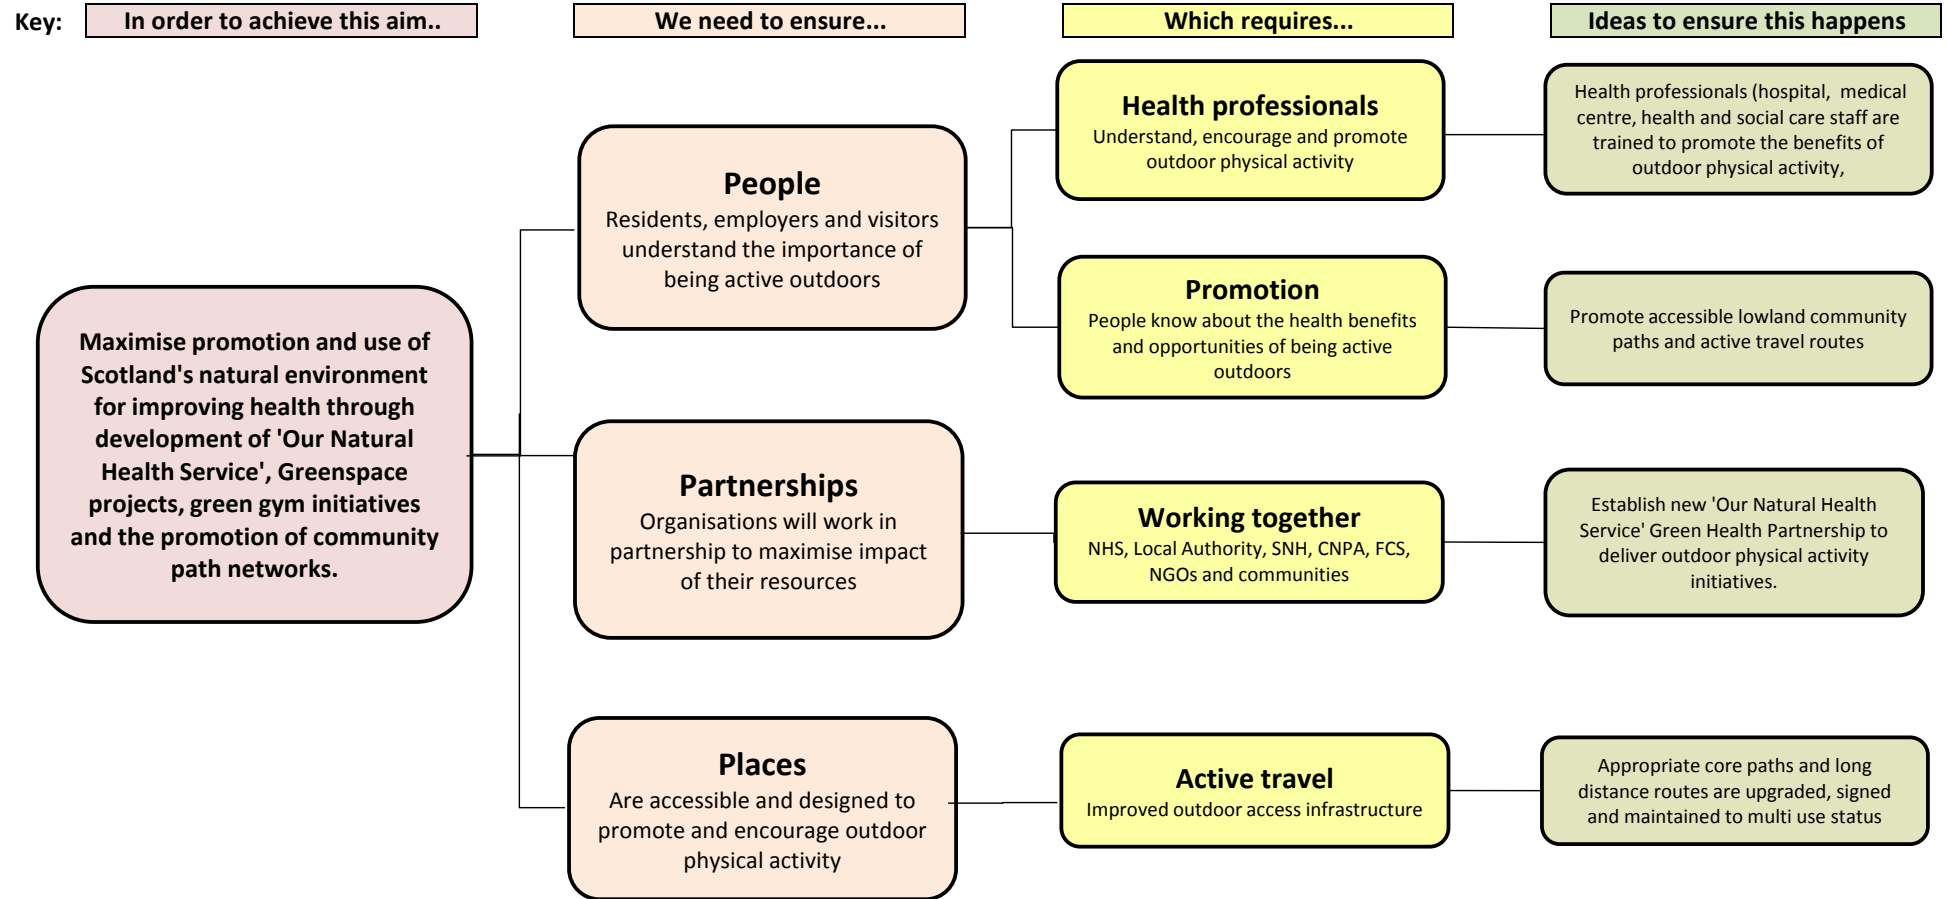 Key:
In order to achieve this aim..
We need to ensure...
Which requires...
Ideas to ensure this happens
Maximise promotion and use of
Scotland's natural environment
for improving health through
development of 'Our Natural
Health Service', Greenspace
projects, green gym initiatives
and the promotion of community
path networks.
People
Residents, employers and visitors
understand the importance of
being active outdoors
Health professionals
Understand, encourage and promote
outdoor physical activity
Health professionals (hospital, medical
centre, health and social care staff are
trained to promote the benefits of
outdoor physical activity,
Promotion
People know about the health benefits
and opportunities of being active
outdoors
Promote accessible lowland community
paths and active travel routes
Partnerships
Organisations will work in
partnership to maximise impact
of their resources
Working together
NHS, Local Authority, SNH, CNPA, FCS,
NGOs and communities
Establish new 'Our Natural Health
Service' Green Health Partnership to
deliver outdoor physical activity
initiatives.
Places
Are accessible and designed to
promote and encourage outdoor
physical activity
Active travel
Improved outdoor access infrastructure
Appropriate core paths and long
distance routes are upgraded, signed
and maintained to multi use status